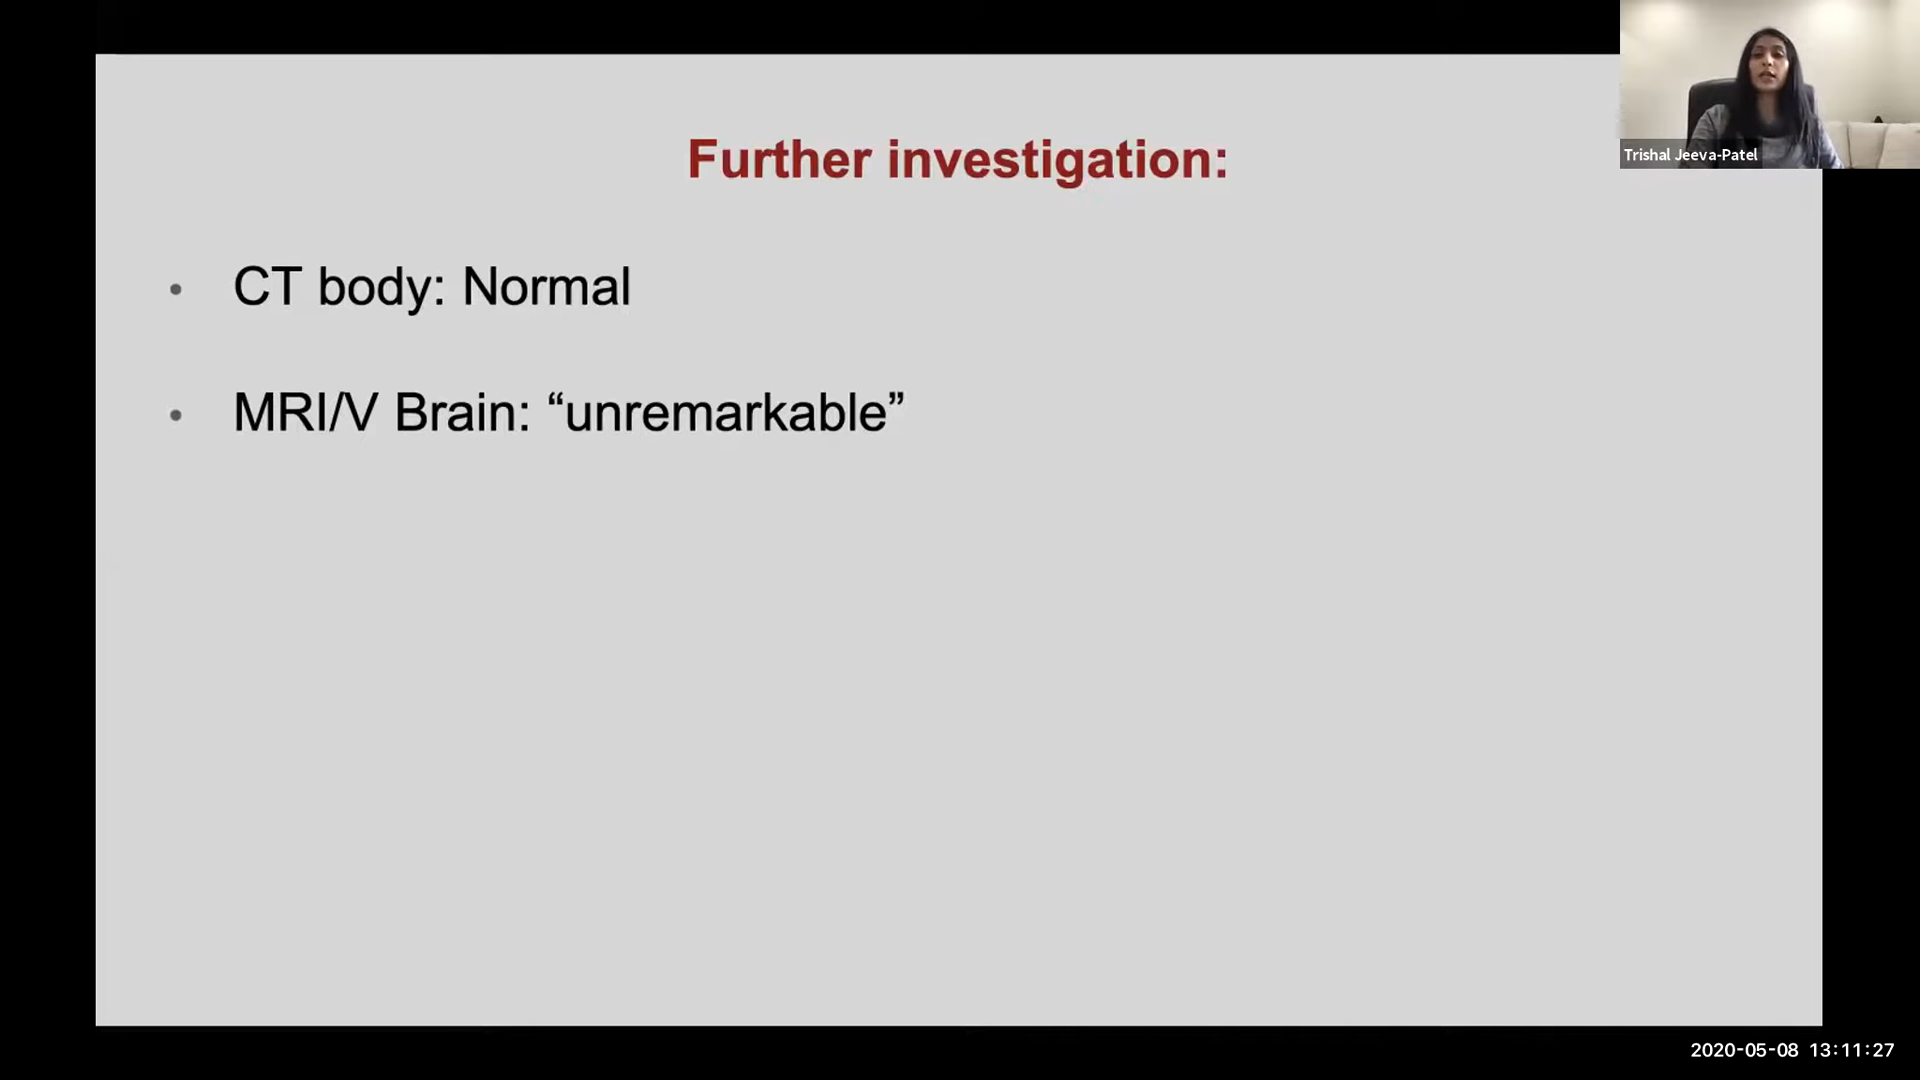 Further investigation:
Trishal Jeeva-Patel
• CT body: Normal
• MRI/V Brain: “unremarkable”
2020-05-08 13:11:27